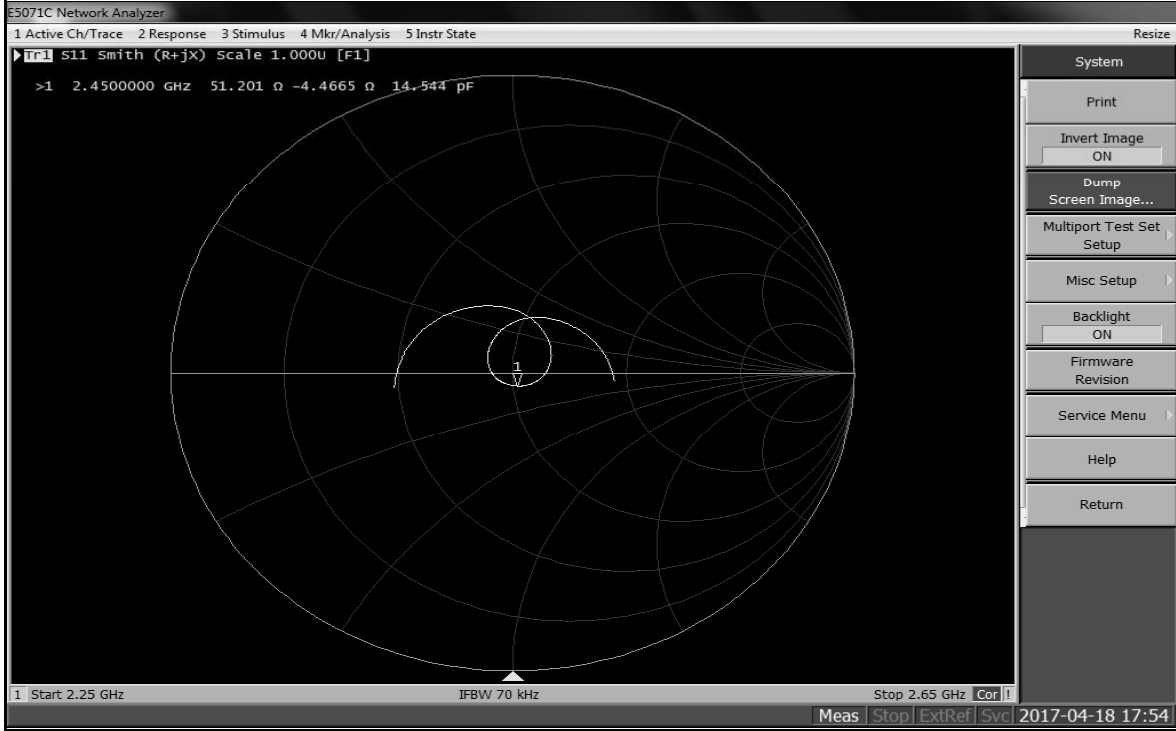 E5071C Network Analyzer
1 Active Ch/Trace 2 Response 3 Stimulus 4 Mkr/Analysis 5 Instr State Resize
Tr1 S11 Smith (R+jX) Scale 1.000U [F1]
>1 2.4500000 GHz 51.201 Ω -4.4665 Ω 14.544 pF
1
System
Print
Invert Image
ON
Dump
Screen Image...
Multiport Test Set
Setup
Misc Setup
Backlight
ON
Firmware
Revision
Service Menu
Help
Return
1 Start 2.25 GHz IFBW 70 kHz Stop 2.65 GHz Cor !
Meas Stop ExtRef Svc 2017-04-18 17:54